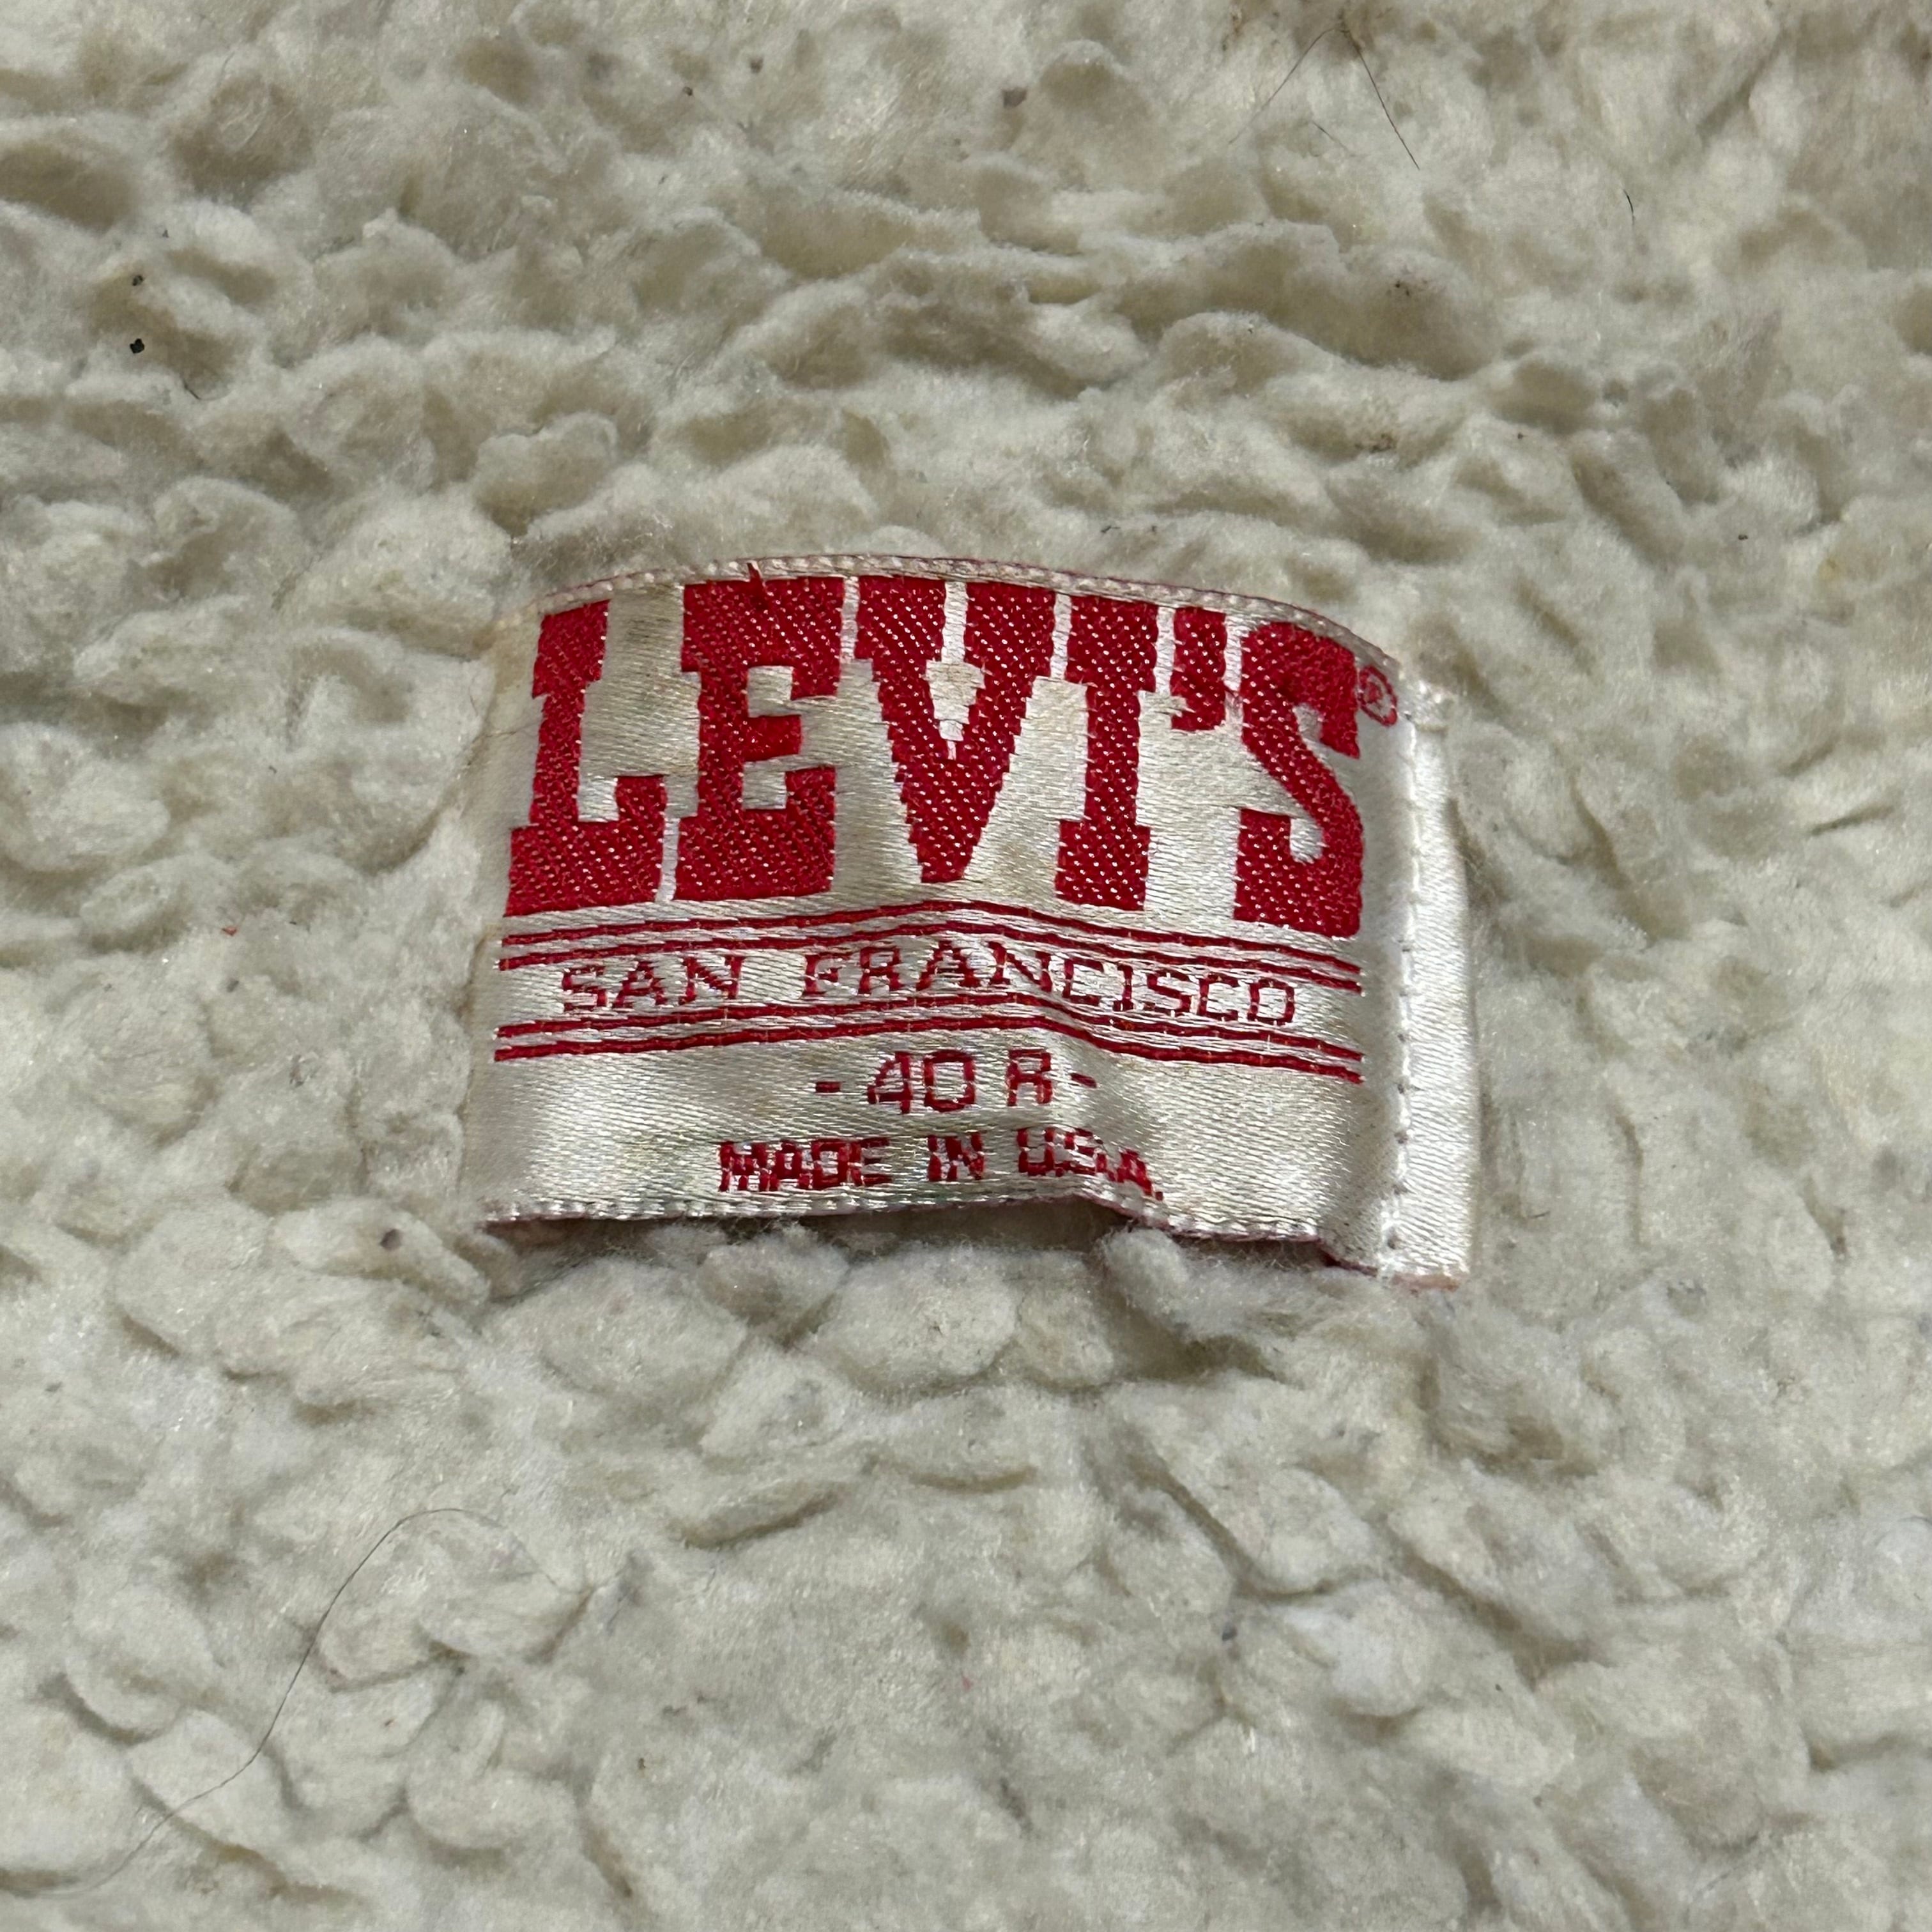 LEVI'S®
SAN FRANCISCO
- 40 R -
MADE IN U.S.A.